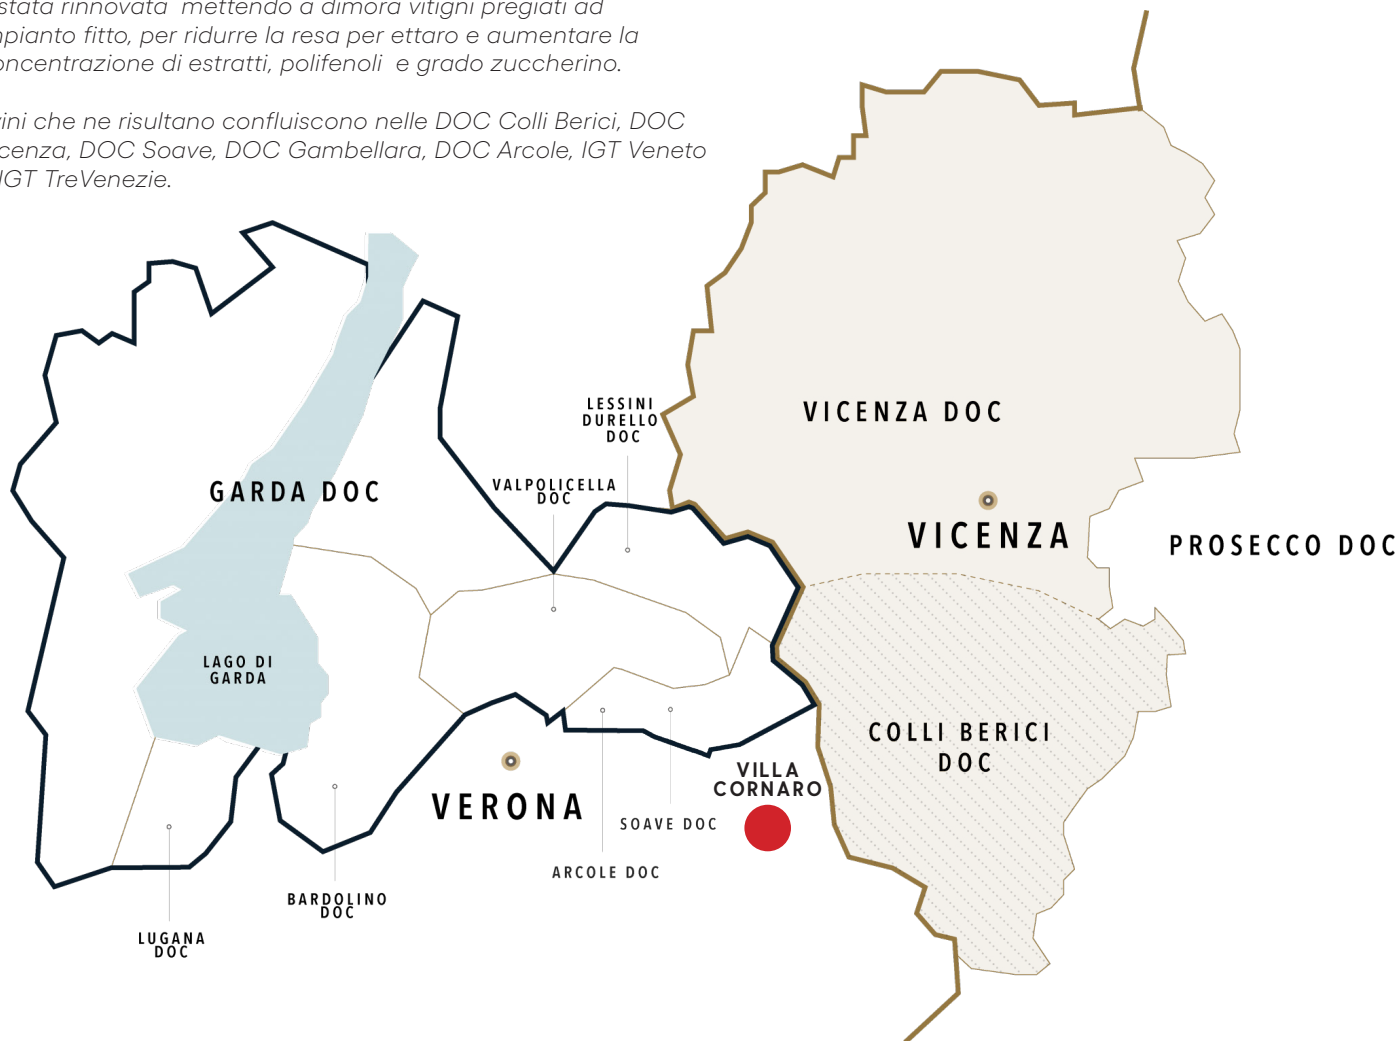 stata rinnovata mettendo a dimora vitigni pregiati ad
pianto fitto, per ridurre la resa per ettaro e aumentare la
oncentrazione di estratti, polifenoli e grado zuccherino.
vini che ne risultano confluiscono nelle DOC Colli Berici, DOC
cenza, DOC Soave, DOC Gambellara, DOC Arcole, IGT Veneto
IGT TreVenezie.
LESSINI
DURELLO
DOC
VICENZA DOC
VALPOLICELLA
DOC
GARDA DOC
VICENZA
PROSECCO DOC
LAGO DI
GARDA
COLLI BERICI
DOC
VILLA
CORNARO
VERONA
SOAVE DOC
ARCOLE DOC
BARDOLINO
DOC
LUGANA
DOC